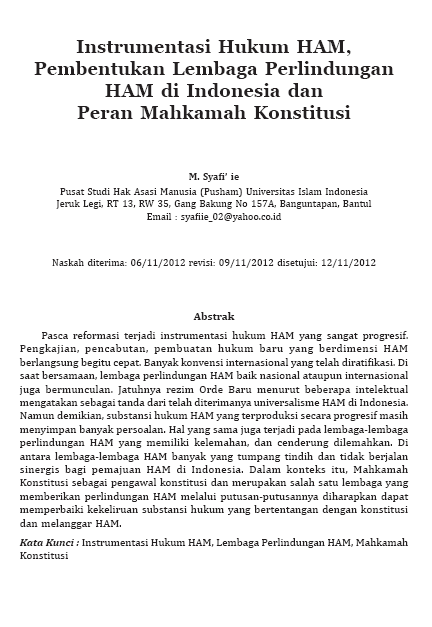 Instrumentasi Hukum HAM,
Pembentukan Lembaga Perlindungan
HAM di Indonesia dan
Peran Mahkamah Konstitusi
M. Syafi’ ie
Pusat Studi Hak Asasi Manusia (Pusham) Universitas Islam Indonesia
Jeruk Legi, RT 13, RW 35, Gang Bakung No 157A, Banguntapan, Bantul
Email : syafiie_02@yahoo.co.id
Naskah diterima: 06/11/2012 revisi: 09/11/2012 disetujui: 12/11/2012
Abstrak
Pasca reformasi terjadi instrumentasi hukum HAM yang sangat progresif.
Pengkajian, pencabutan, pembuatan hukum baru yang berdimensi HAM
berlangsung begitu cepat. Banyak konvensi internasional yang telah diratifikasi. Di
saat bersamaan, lembaga perlindungan HAM baik nasional ataupun internasional
juga bermunculan. Jatuhnya rezim Orde Baru menurut beberapa intelektual
mengatakan sebagai tanda dari telah diterimanya universalisme HAM di Indonesia.
Namun demikian, substansi hukum HAM yang terproduksi secara progresif masih
menyimpan banyak persoalan. Hal yang sama juga terjadi pada lembaga-lembaga
perlindungan HAM yang memiliki kelemahan, dan cenderung dilemahkan. Di
antara lembaga-lembaga HAM banyak yang tumpang tindih dan tidak berjalan
sinergis bagi pemajuan HAM di Indonesia. Dalam konteks itu, Mahkamah
Konstitusi sebagai pengawal konstitusi dan merupakan salah satu lembaga yang
memberikan perlindungan HAM melalui putusan-putusannya diharapkan dapat
memperbaiki kekeliruan substansi hukum yang bertentangan dengan konstitusi
dan melanggar HAM.
Kata Kunci : Instrumentasi Hukum HAM, Lembaga Perlindungan HAM, Mahkamah
Konstitusi